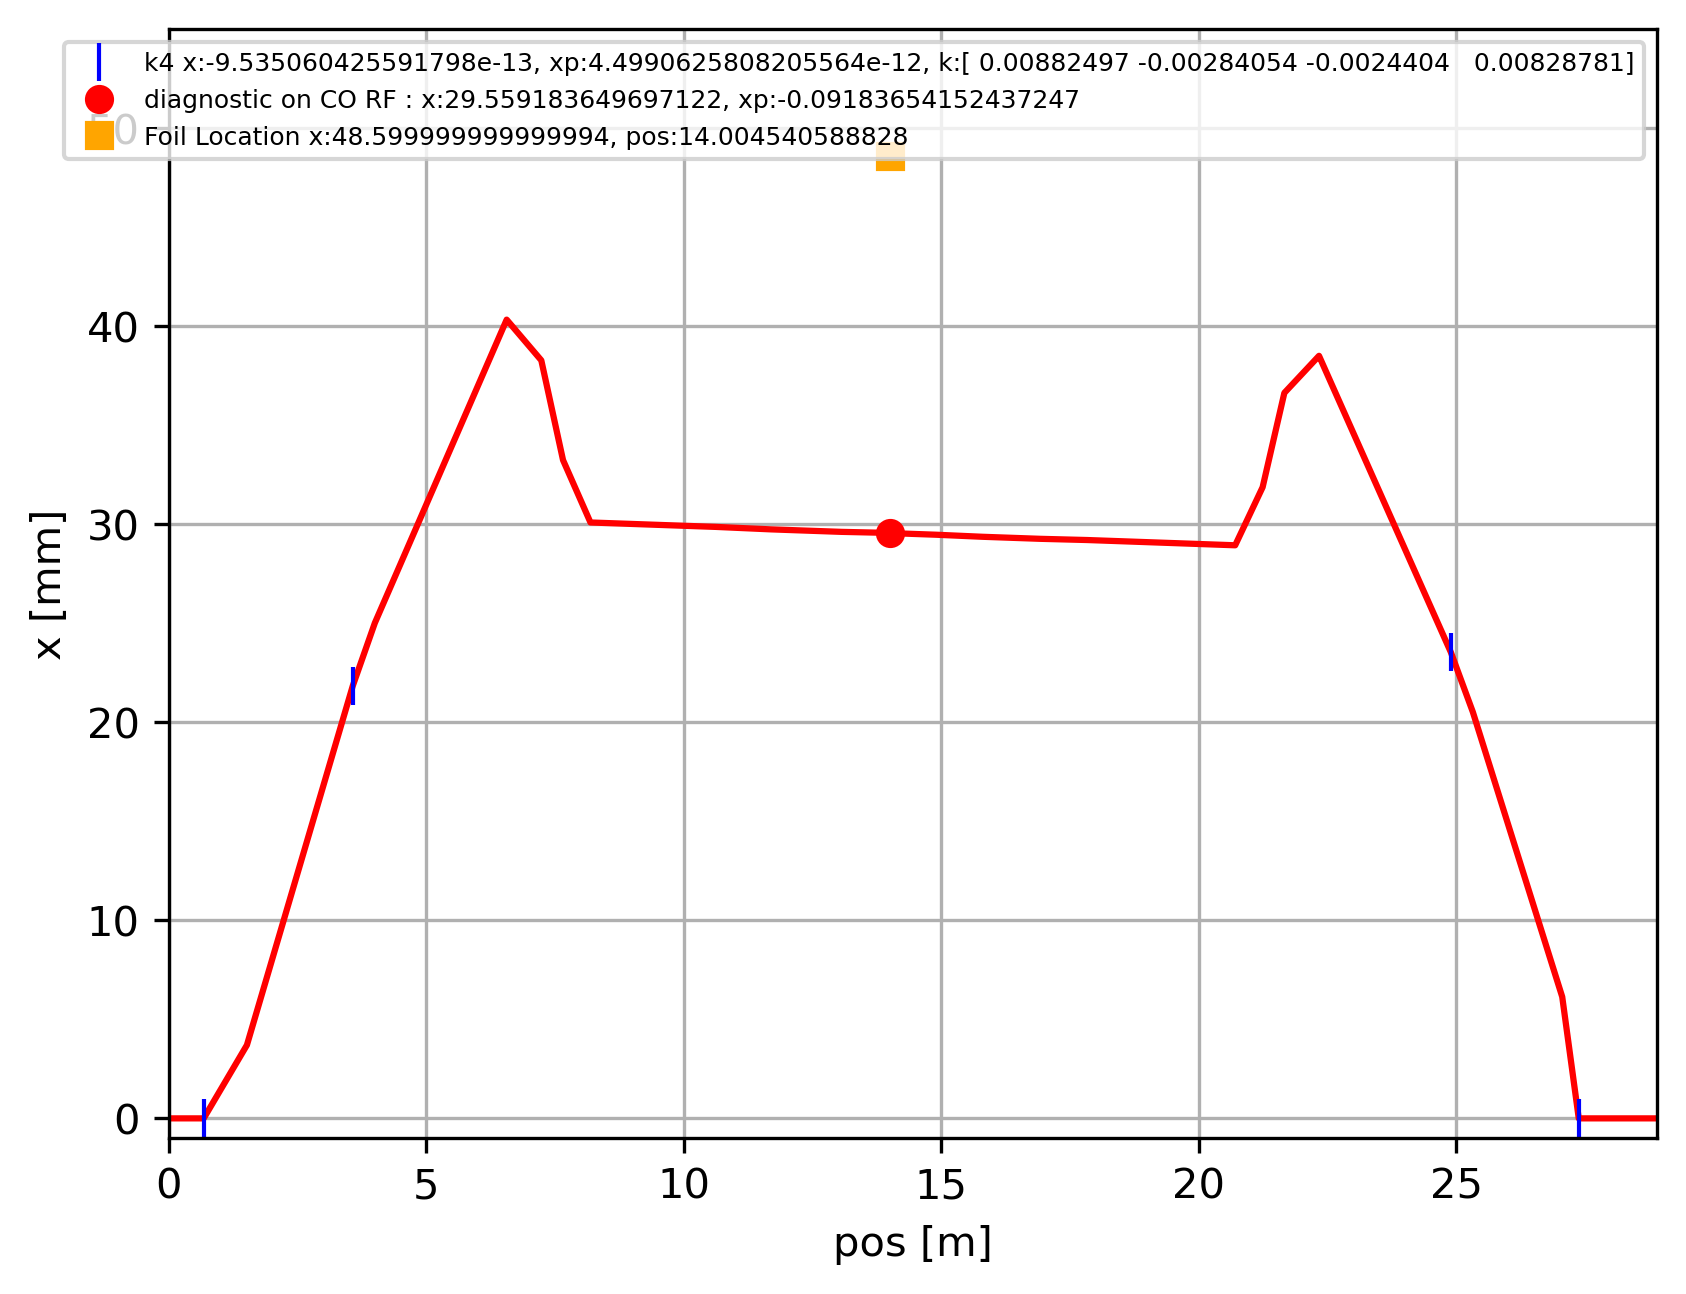 k4 x:-9.535060425591798e-13, xp:4.4990625808205564e-12, k:[ 0.00882497 -0.00284054 -0.0024404   0.00828781]
diagnostic on CO RF : x:29.559183649697122, xp:-0.09183654152437247
Foil Location x:48.599999999999994, pos:14.004540588828
50
40
30
20
10
0
x [mm]
0 5 10 15 20 25
pos [m]